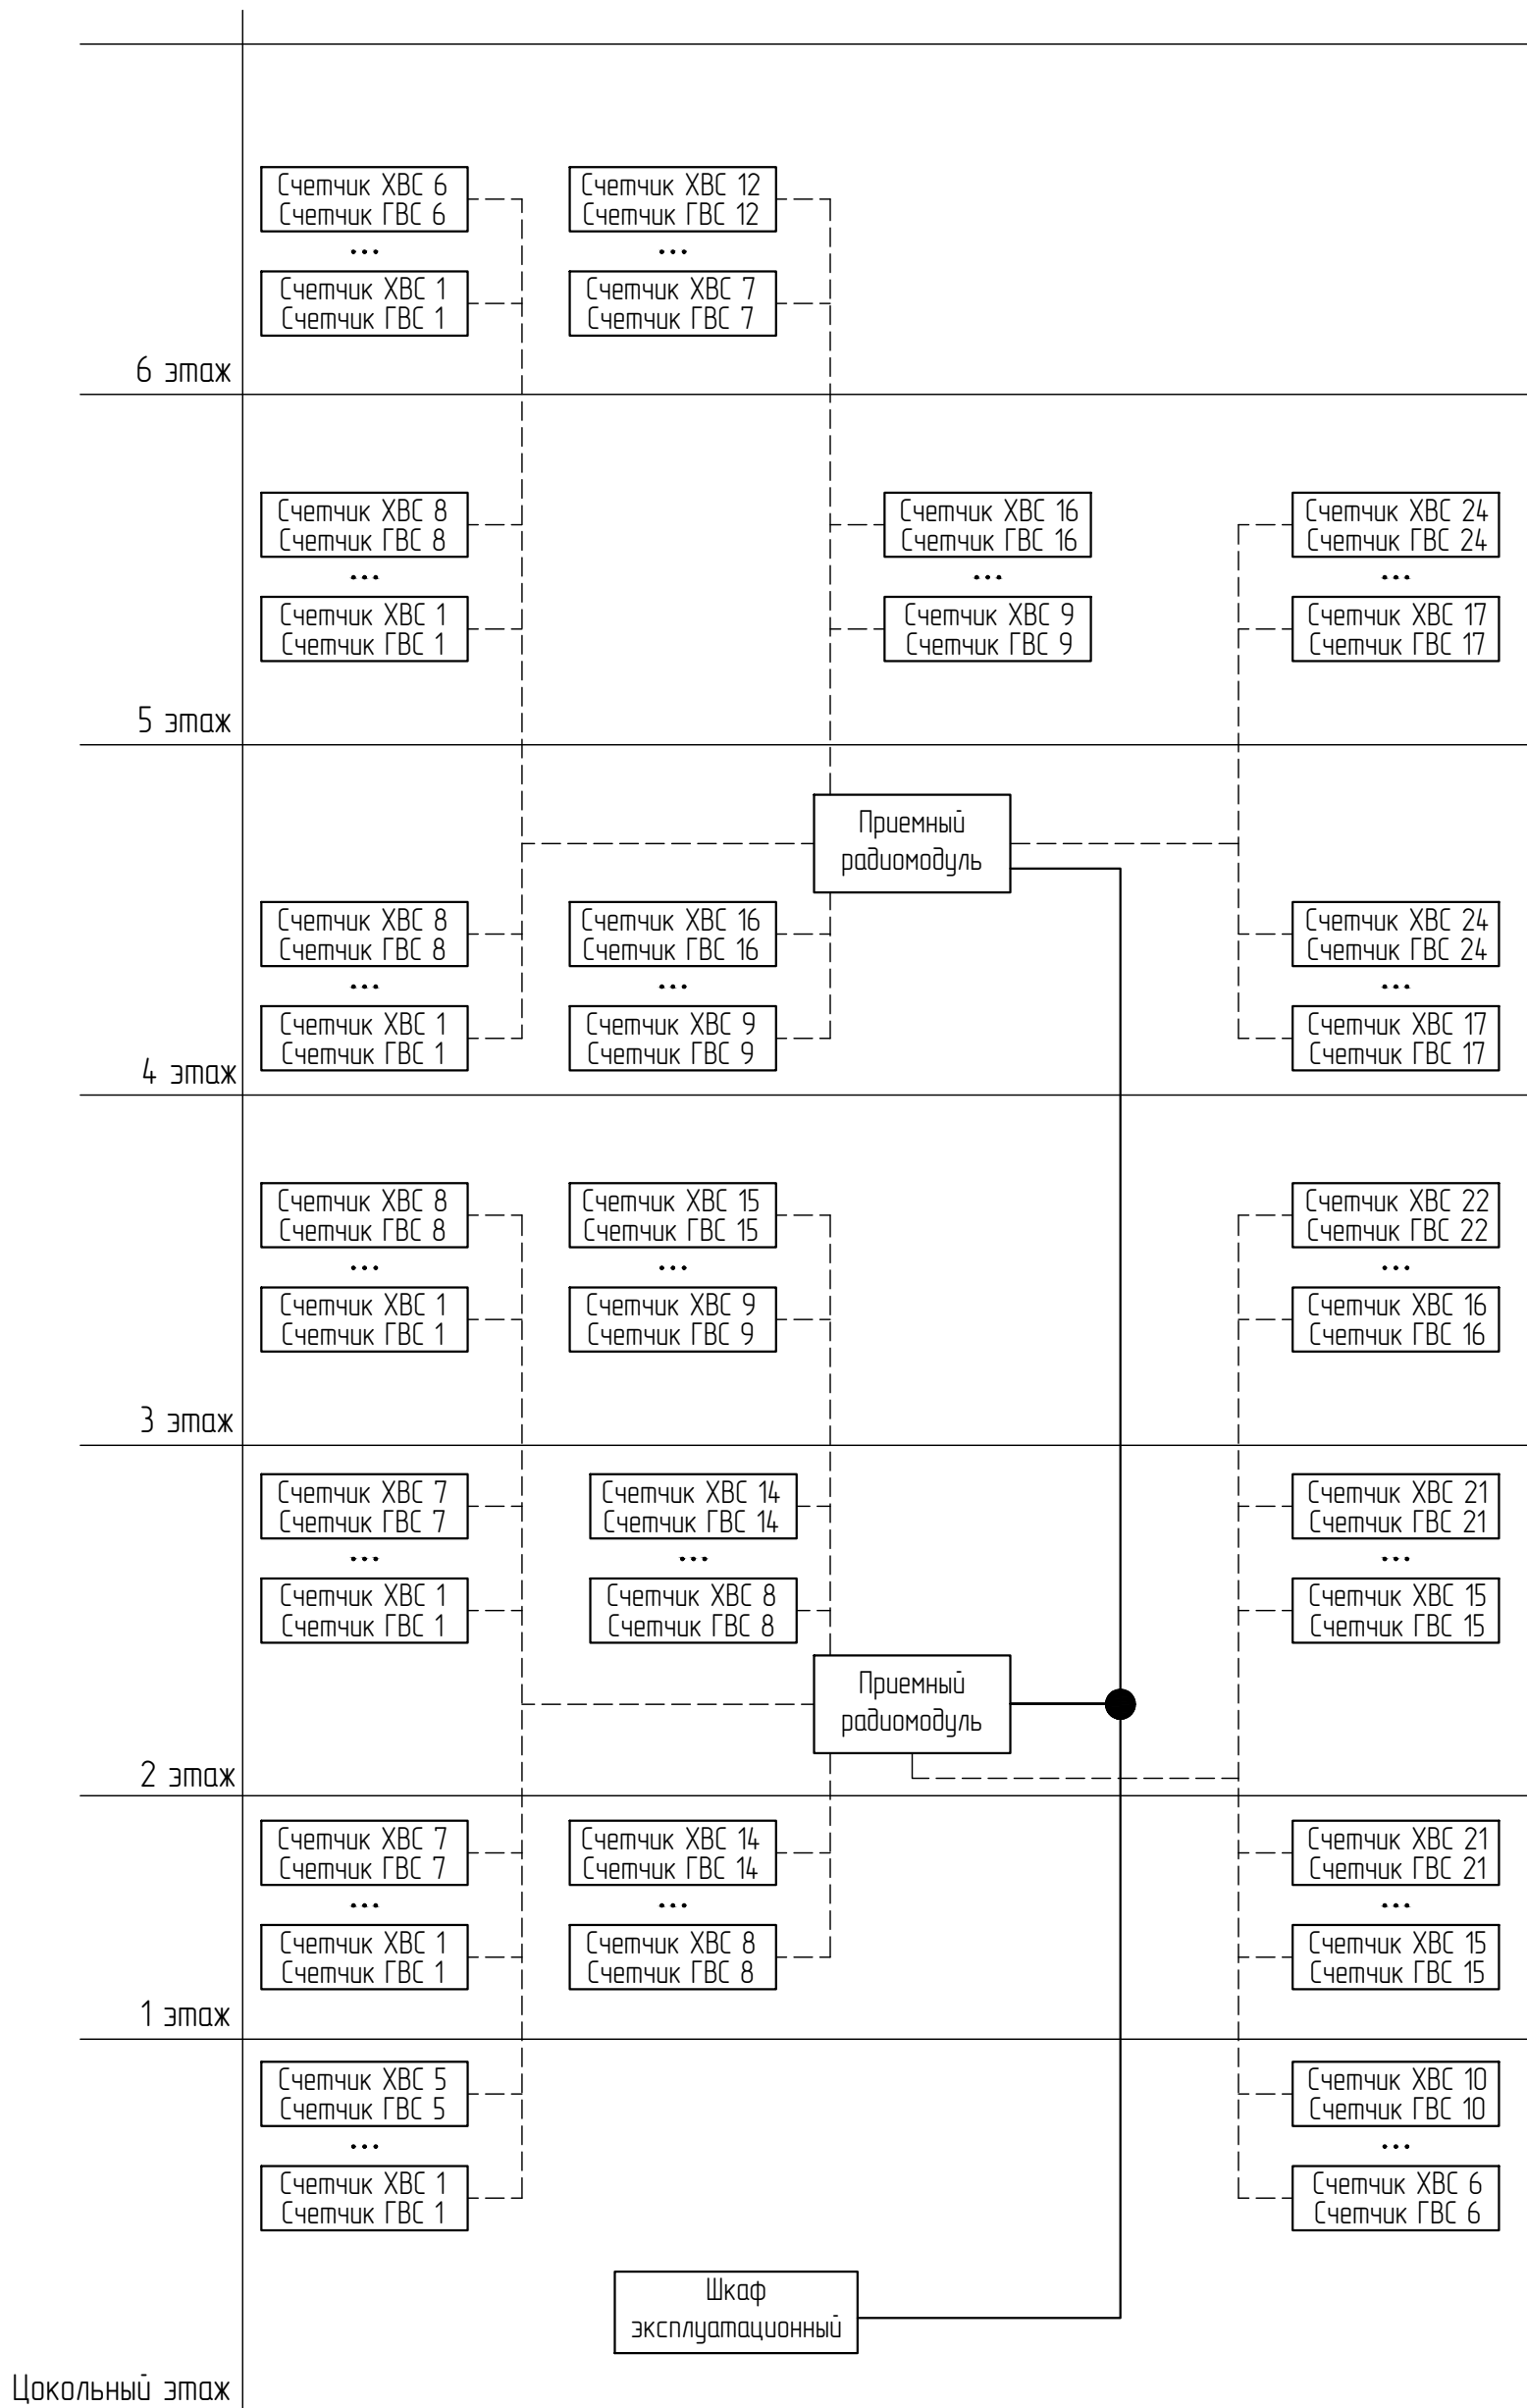 Счетчик ХВС 6
Счетчик ГВС 6
...
Счетчик ХВС 1
Счетчик ГВС 1
Счетчик ХВС 12
Счетчик ГВС 12
...
Счетчик ХВС 7
Счетчик ГВС 7
6 этаж
Счетчик ХВС 8
Счетчик ГВС 8
...
Счетчик ХВС 1
Счетчик ГВС 1
Счетчик ХВС 16
Счетчик ГВС 16
...
Счетчик ХВС 9
Счетчик ГВС 9
Счетчик ХВС 24
Счетчик ГВС 24
...
Счетчик ХВС 17
Счетчик ГВС 17
5 этаж
Приемный
радиомодуль
Счетчик ХВС 8
Счетчик ГВС 8
...
Счетчик ХВС 1
Счетчик ГВС 1
Счетчик ХВС 16
Счетчик ГВС 16
...
Счетчик ХВС 9
Счетчик ГВС 9
Счетчик ХВС 24
Счетчик ГВС 24
...
Счетчик ХВС 17
Счетчик ГВС 17
4 этаж
Счетчик ХВС 8
Счетчик ГВС 8
...
Счетчик ХВС 1
Счетчик ГВС 1
Счетчик ХВС 15
Счетчик ГВС 15
...
Счетчик ХВС 9
Счетчик ГВС 9
Счетчик ХВС 22
Счетчик ГВС 22
...
Счетчик ХВС 16
Счетчик ГВС 16
3 этаж
Счетчик ХВС 7
Счетчик ГВС 7
...
Счетчик ХВС 1
Счетчик ГВС 1
Счетчик ХВС 14
Счетчик ГВС 14
...
Счетчик ХВС 8
Счетчик ГВС 8
Счетчик ХВС 21
Счетчик ГВС 21
...
Счетчик ХВС 15
Счетчик ГВС 15
Приемный
радиомодуль
2 этаж
Счетчик ХВС 7
Счетчик ГВС 7
...
Счетчик ХВС 1
Счетчик ГВС 1
Счетчик ХВС 14
Счетчик ГВС 14
...
Счетчик ХВС 8
Счетчик ГВС 8
Счетчик ХВС 21
Счетчик ГВС 21
...
Счетчик ХВС 15
Счетчик ГВС 15
1 этаж
Счетчик ХВС 5
Счетчик ГВС 5
...
Счетчик ХВС 1
Счетчик ГВС 1
Счетчик ХВС 10
Счетчик ГВС 10
...
Счетчик ХВС 6
Счетчик ГВС 6
Шкаф
эксплуатационный
Цокольный этаж